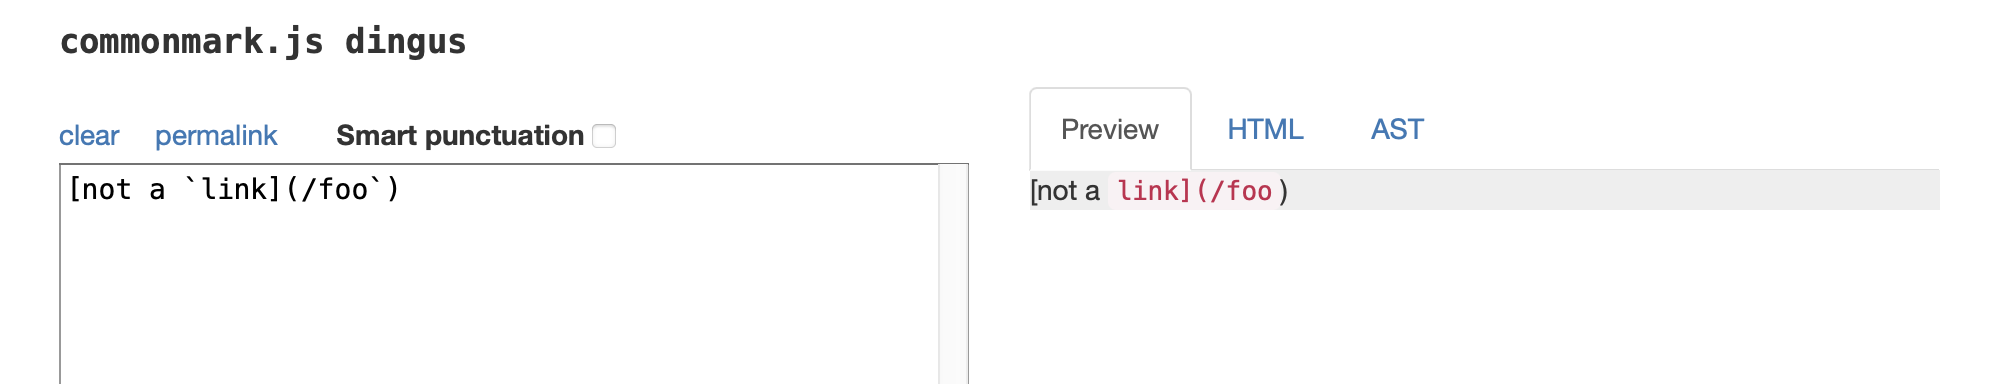 commonmark.js dingus
clear permalink Smart punctuation
Preview HTML AST
[not a `link](/foo`)
[not a link](/foo)